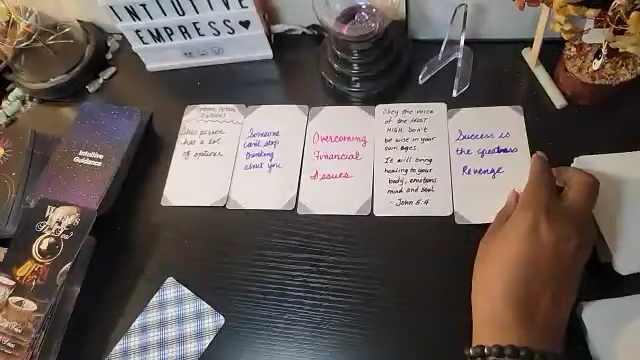 INTUITIVE
EMPRESS♥
Intuitive
Guidance
options
This person
has a lot
of options
Someone
can't stop
thinking
about you
Overcoming
Financial
Issues
Obey the voice
of the MOST
HIGH Don't
be wise in your
own eyes.
It will bring
healing to your
body, emotions
mind and soul
- John 5:4
Success is
the greatness
Revenge